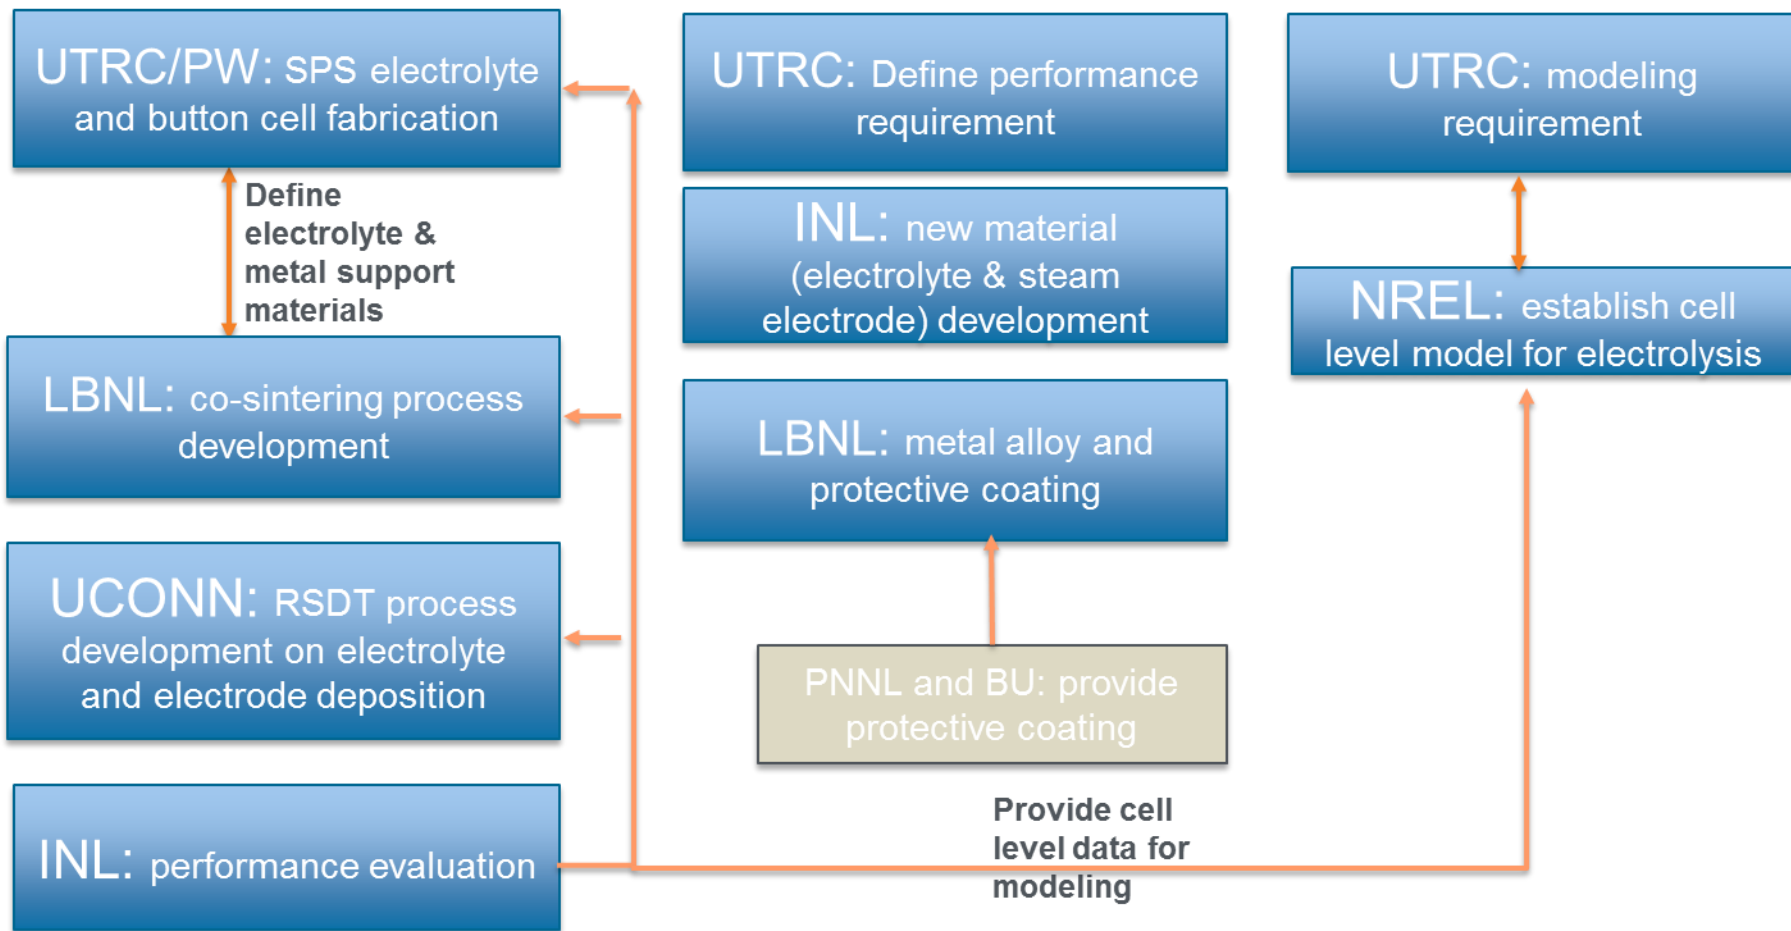 UTRC/PW: SPS electrolyte
and button cell fabrication
Define
electrolyte &
metal support
materials
LBNL: co-sintering process
development
UCONN: RSDT process
development on electrolyte
and electrode deposition
INL: performance evaluation
UTRC: Define performance
requirement
INL: new material
(electrolyte & steam
electrode) development
LBNL: metal alloy and
protective coating
PNNL and BU: provide
protective coating
Provide cell
level data for
modeling
UTRC: modeling
requirement
NREL: establish cell
level model for electrolysis